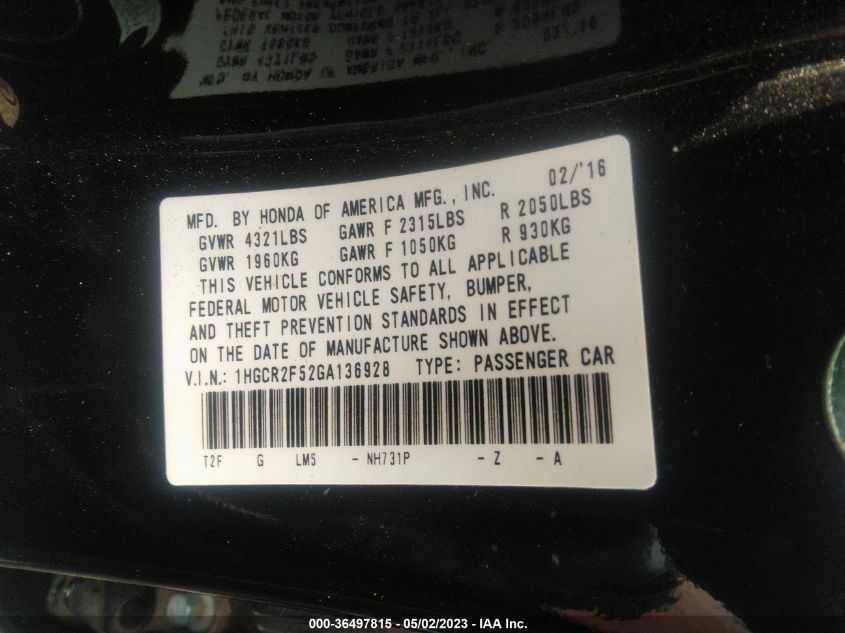 MFD. BY HONDA OF AMERICA MFG., INC. 02/'16
GVWR 4321LBS GAWR F 2315LBS R 2050LBS
GVWR 1960KG GAWR F 1050KG R 930KG
THIS VEHICLE CONFORMS TO ALL APPLICABLE
FEDERAL MOTOR VEHICLE SAFETY, BUMPER,
AND THEFT PREVENTION STANDARDS IN EFFECT
ON THE DATE OF MANUFACTURE SHOWN ABOVE.
V.I.N.: 1HGCR2F52GA136928 TYPE: PASSENGER CAR
T2F G LM5 - NH731P - Z - A
000-36497815 - 05/02/2023 - IAA Inc.